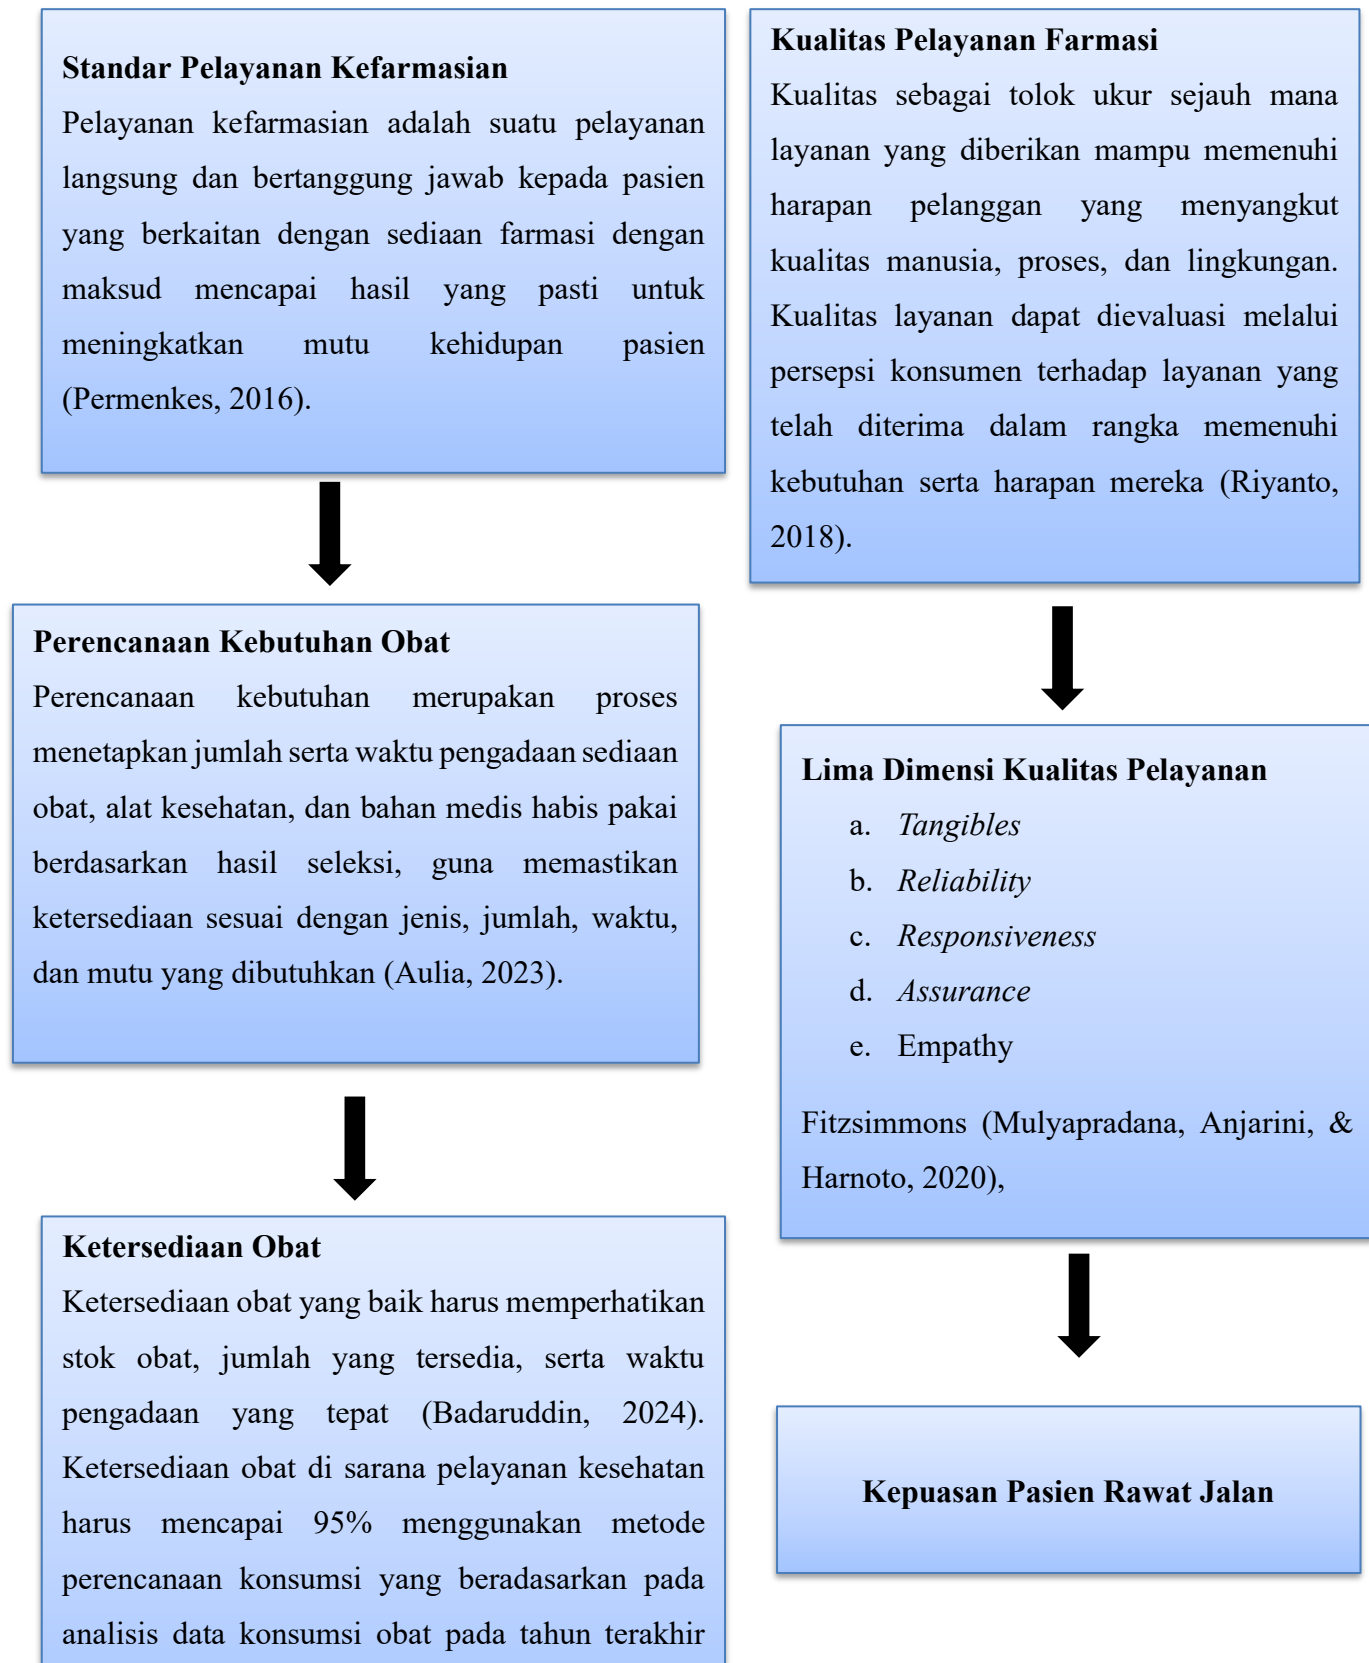 Standar Pelayanan Kefarmasian
Pelayanan kefarmasian adalah suatu pelayanan
langsung dan bertanggung jawab kepada pasien
yang berkaitan dengan sediaan farmasi dengan
maksud mencapai hasil yang pasti untuk
meningkatkan mutu kehidupan pasien
(Permenkes, 2016).
Perencanaan Kebutuhan Obat
Perencanaan kebutuhan merupakan proses
menetapkan jumlah serta waktu pengadaan sediaan
obat, alat kesehatan, dan bahan medis habis pakai
berdasarkan hasil seleksi, guna memastikan
ketersediaan sesuai dengan jenis, jumlah, waktu,
dan mutu yang dibutuhkan (Aulia, 2023).
Ketersediaan Obat
Ketersediaan obat yang baik harus memperhatikan
stok obat, jumlah yang tersedia, serta waktu
pengadaan yang tepat (Badaruddin, 2024).
Ketersediaan obat di sarana pelayanan kesehatan
harus mencapai 95% menggunakan metode
perencanaan konsumsi yang beradasarkan pada
analisis data konsumsi obat pada tahun terakhir
Kualitas Pelayanan Farmasi
Kualitas sebagai tolok ukur sejauh mana
layanan yang diberikan mampu memenuhi
harapan pelanggan yang menyangkut
kualitas manusia, proses, dan lingkungan.
Kualitas layanan dapat dievaluasi melalui
persepsi konsumen terhadap layanan yang
telah diterima dalam rangka memenuhi
kebutuhan serta harapan mereka (Riyanto,
2018).
Lima Dimensi Kualitas Pelayanan
a. Tangibles
b. Reliability
c. Responsiveness
d. Assurance
e. Empathy
Fitzsimmons (Mulyapradana, Anjarini, &
Harnoto, 2020),
Kepuasan Pasien Rawat Jalan